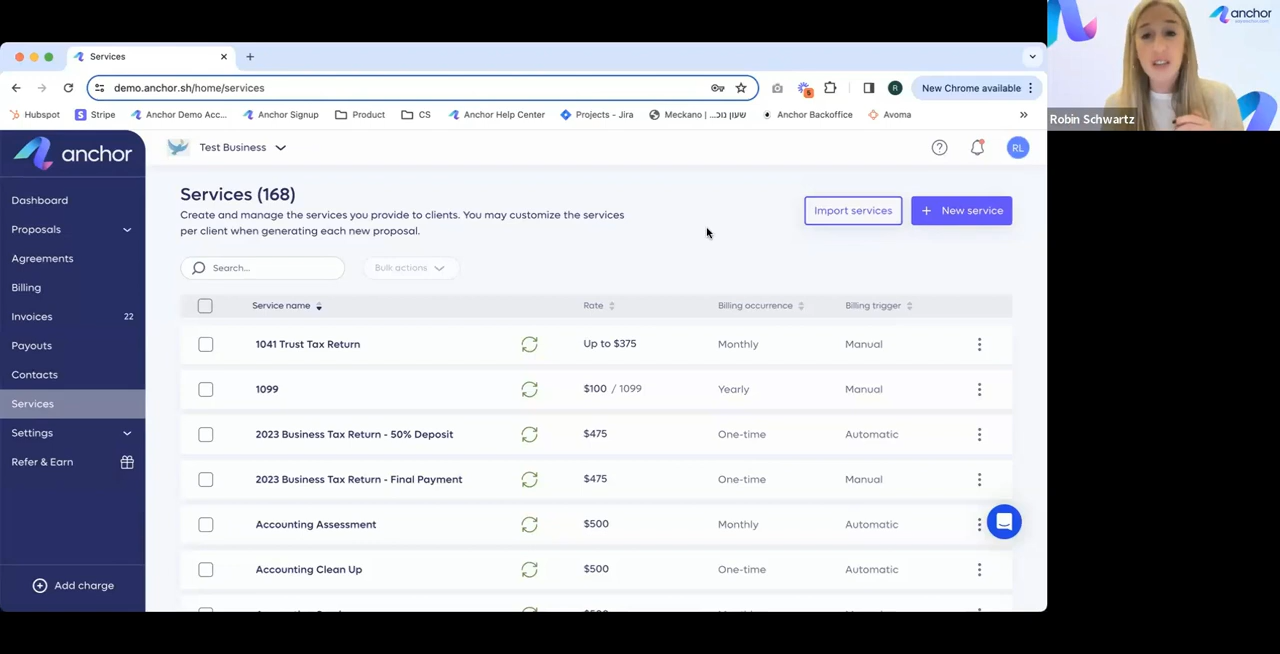 Services
demo.anchor.sh/home/services
New Chrome available
Hubspot
Stripe
Anchor Demo Acc...
Anchor Signup
Product
CS
Anchor Help Center
Projects - Jira
Meckano | ...שעון נוכ
Anchor Backoffice
Avoma
anchor
Robin Schwartz
anchor
Test Business
RL
Dashboard
Proposals
Agreements
Billing
Invoices 22
Payouts
Contacts
Services
Settings
Refer & Earn
Add charge
Services (168)
Create and manage the services you provide to clients. You may customize the services
per client when generating each new proposal.
Import services
+ New service
Search...
Bulk actions
Service name Rate Billing occurrence Billing trigger
1041 Trust Tax Return Up to $375 Monthly Manual
1099 $100 / 1099 Yearly Manual
2023 Business Tax Return - 50% Deposit $475 One-time Automatic
2023 Business Tax Return - Final Payment $475 One-time Manual
Accounting Assessment $500 Monthly Automatic
Accounting Clean Up $500 One-time Automatic